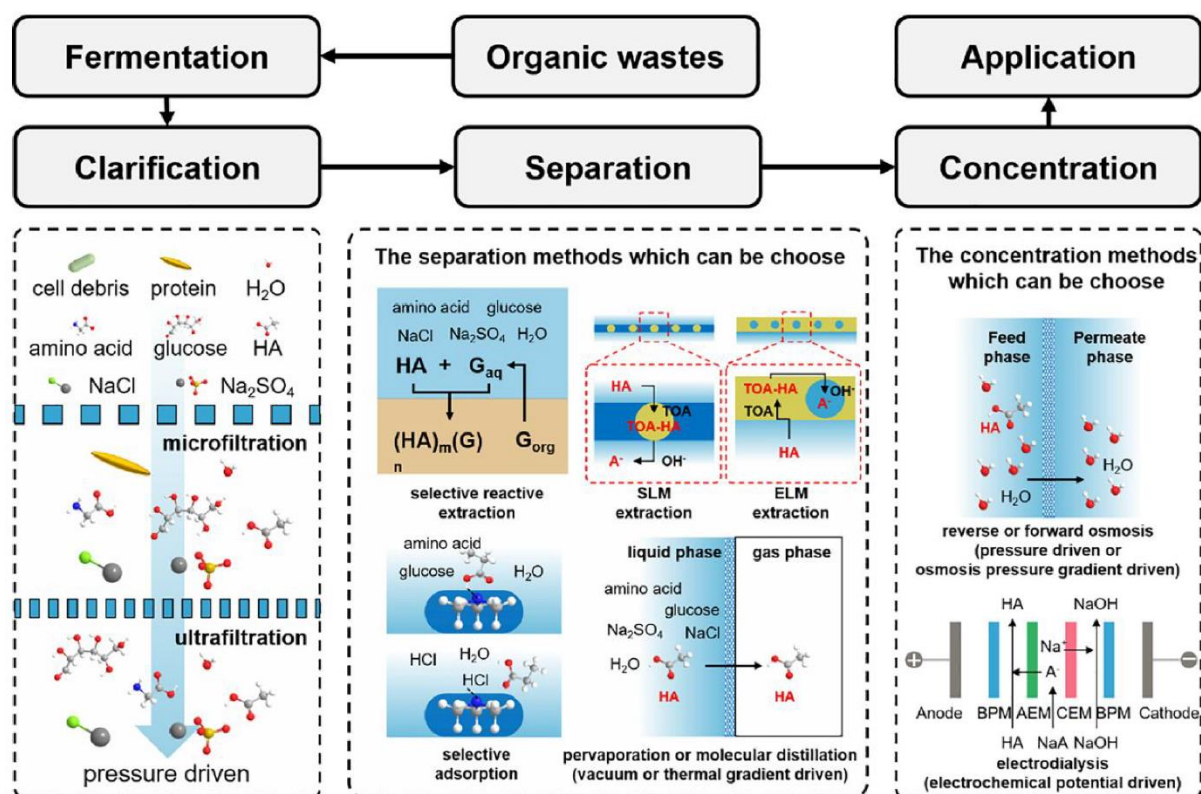 Fermentation
Organic wastes
Application
Clarification
Separation
Concentration
cell debris
protein
H₂O
amino acid
glucose
HA
NaCl
Na₂SO₄
microfiltration
ultrafiltration
pressure driven
The separation methods which can be choose
amino acid glucose
NaCl Na₂SO₄ H₂O
HA + Gaq
(HA)m(G)
n
Gorg
selective reactive
extraction
HA
TOA
TOA-HA
A⁻
OH⁻
SLM
extraction
TOA-HA
OH⁻
A⁻
TOA
HA
ELM
extraction
amino acid
glucose
H₂O
HCl
H₂O
HCl
selective
adsorption
liquid phase
gas phase
amino acid
glucose
Na₂SO₄
NaCl
H₂O
HA
HA
pervaporation or molecular distillation
(vacuum or thermal gradient driven)
The concentration methods
which can be choose
Feed
phase
Permeate
phase
HA
H₂O
H₂O
reverse or forward osmosis
(pressure driven or
osmosis pressure gradient driven)
HA
NaOH
Na⁺
A⁻
+
−
Anode
BPM
AEM
CEM
BPM
Cathode
HA
NaA
NaOH
electrodialysis
(electrochemical potential driven)